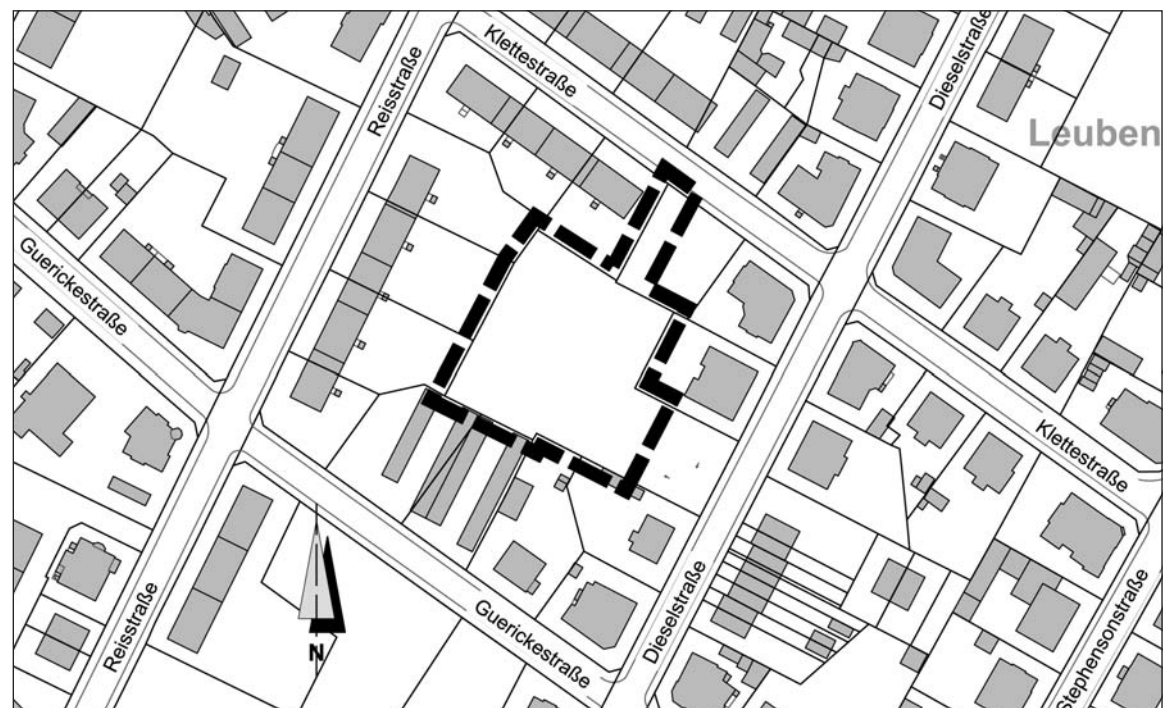 Klettestraße
Dieselstraße
Reisstraße
Leuben
Guerickestraße
Klettestraße
Reisstraße
Guerickestraße
Dieselstraße
Stephensonstraße
N